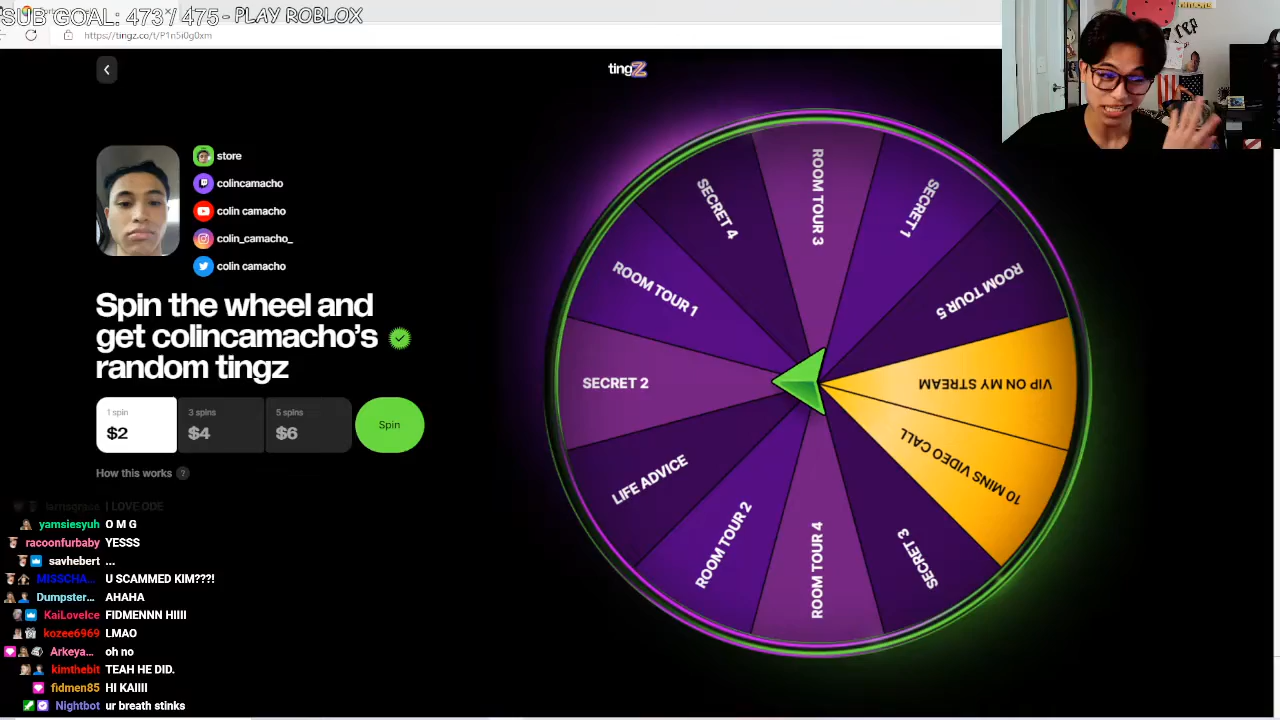 SUB GOAL: 473 / 475 - PLAY ROBLOX
https://tingz.co/t/P1n5i0g0xm
tingZ
store
colincamacho
colin camacho
colin_camacho_
colin camacho
Spin the wheel and
get colincamacho's
random tingz
1 spin
$2
3 spins
$4
5 spins
$6
Spin
How this works ?
ROOM TOUR 3
SECRET 1
ROOM TOUR 5
VIP ON MY STREAM
10 MINS VIDEO CALL
SECRET 3
ROOM TOUR 4
ROOM TOUR 2
LIFE ADVICE
SECRET 2
ROOM TOUR 1
SECRET 4
I LOVE ODE
yamsiesyuh O M G
racoonfurbaby YESSS
savhebert ...
MISSCHA... U SCAMMED KIM???!
Dumpster... AHAHA
KaiLoveIce FIDMENNN HIIII
kozee6969 LMAO
Arkeya... oh no
kimthebit TEAH HE DID.
fidmen85 HI KAIIII
Nightbot ur breath stinks